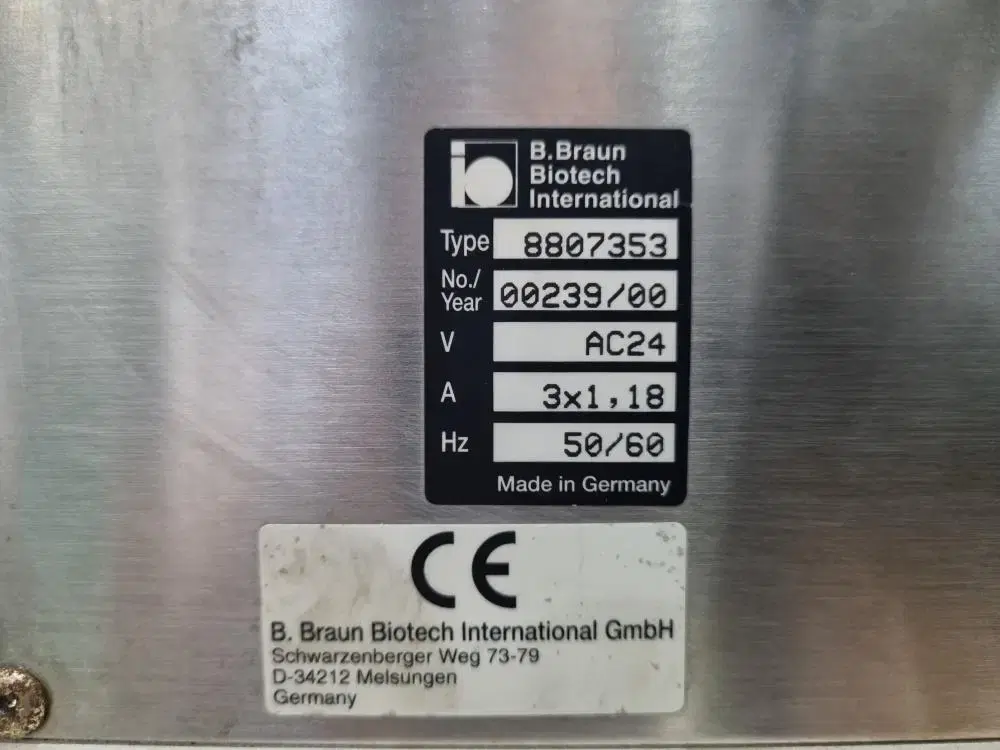 B.Braun
Biotech
International
Type 8807353
No./
Year 00239/00
V AC24
A 3x1,18
Hz 50/60
Made in Germany
CE
B. Braun Biotech International GmbH
Schwarzenberger Weg 73-79
D-34212 Melsungen
Germany